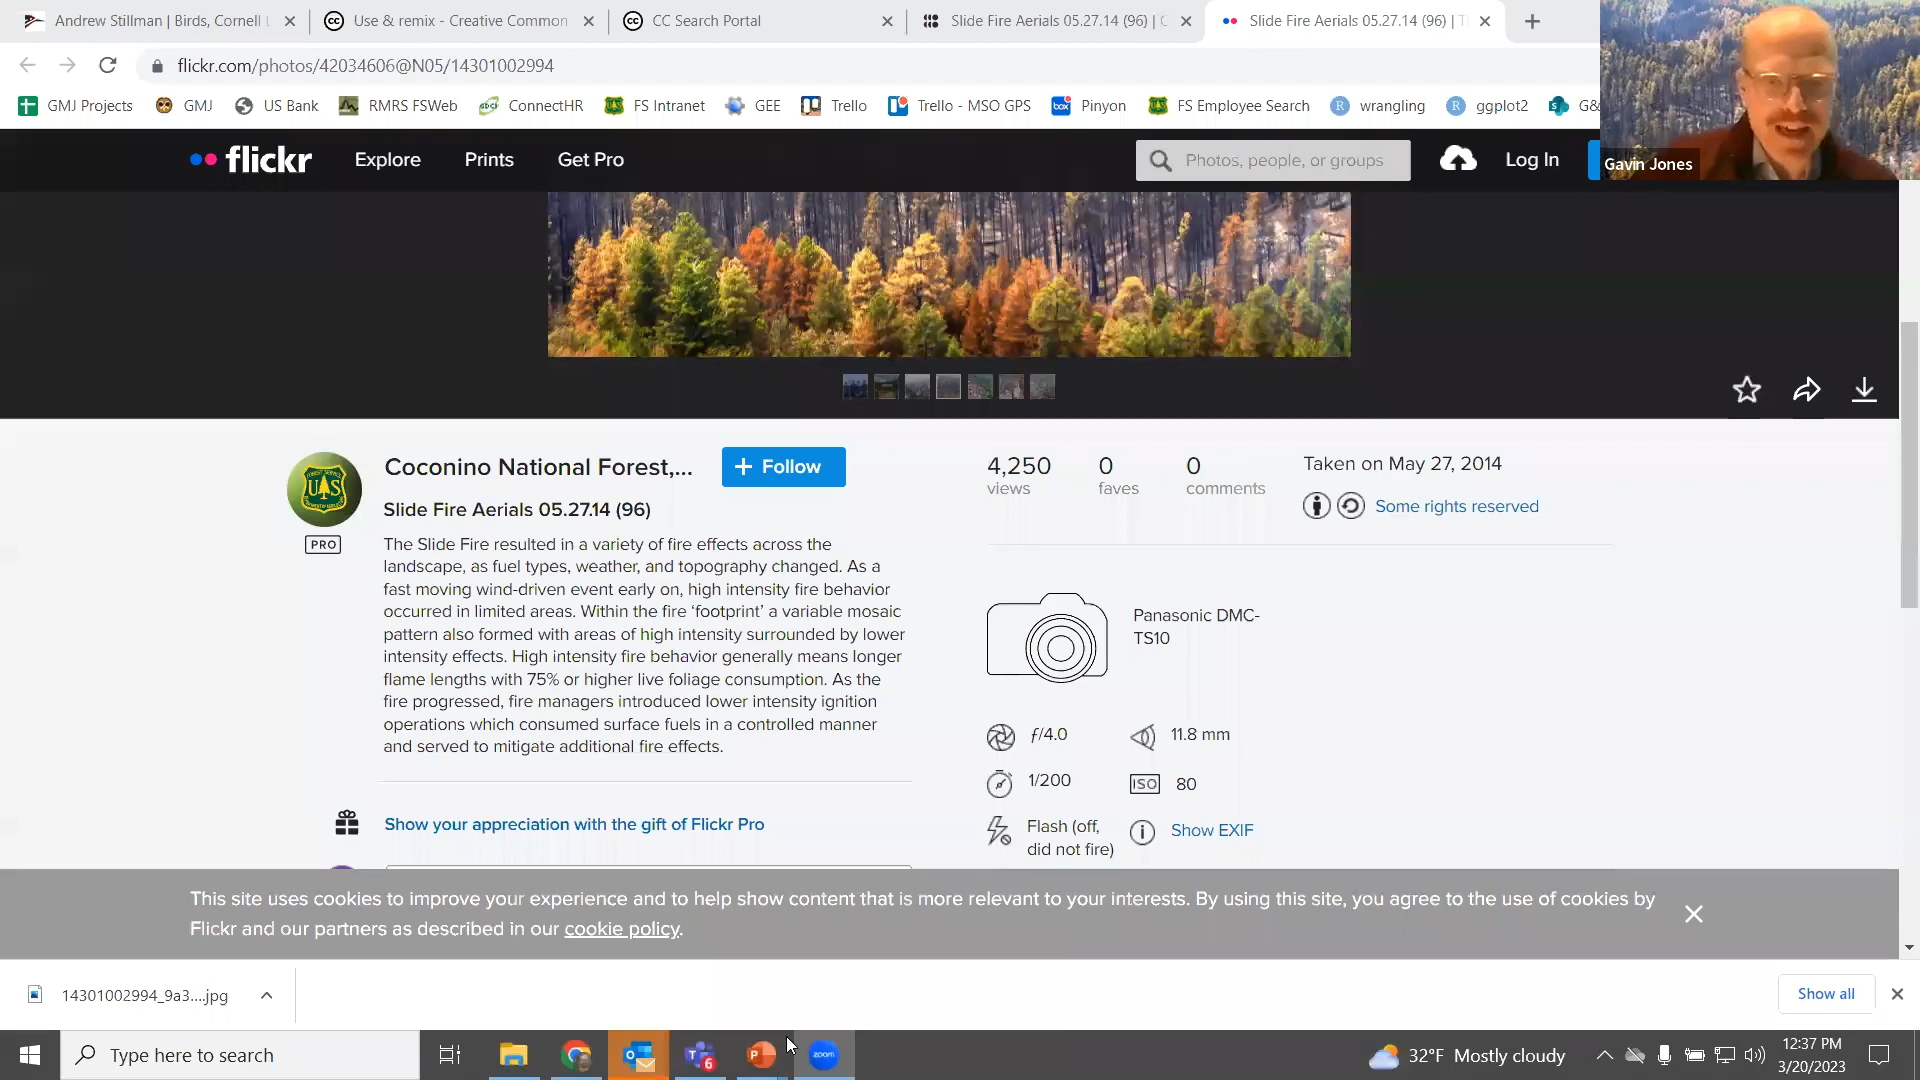 Andrew Stillman | Birds, Cornell L
Use & remix - Creative Common
CC Search Portal
Slide Fire Aerials 05.27.14 (96) | C
Slide Fire Aerials 05.27.14 (96) | T
flickr.com/photos/42034606@N05/14301002994
GMJ Projects
GMJ
US Bank
RMRS FSWeb
ConnectHR
FS Intranet
GEE
Trello
Trello - MSO GPS
Pinyon
FS Employee Search
wrangling
ggplot2
G&
flickr
Explore
Prints
Get Pro
Photos, people, or groups
Log In
Gavin Jones
Coconino National Forest,...
+ Follow
PRO
Slide Fire Aerials 05.27.14 (96)
The Slide Fire resulted in a variety of fire effects across the
landscape, as fuel types, weather, and topography changed. As a
fast moving wind-driven event early on, high intensity fire behavior
occurred in limited areas. Within the fire ‘footprint’ a variable mosaic
pattern also formed with areas of high intensity surrounded by lower
intensity effects. High intensity fire behavior generally means longer
flame lengths with 75% or higher live foliage consumption. As the
fire progressed, fire managers introduced lower intensity ignition
operations which consumed surface fuels in a controlled manner
and served to mitigate additional fire effects.
Show your appreciation with the gift of Flickr Pro
4,250
views
0
faves
0
comments
Taken on May 27, 2014
Some rights reserved
Panasonic DMC-
TS10
ƒ/4.0
11.8 mm
1/200
ISO 80
Flash (off,
did not fire)
Show EXIF
This site uses cookies to improve your experience and to help show content that is more relevant to your interests. By using this site, you agree to the use of cookies by
Flickr and our partners as described in our cookie policy.
14301002994_9a3....jpg
Show all
Type here to search
zoom
32°F Mostly cloudy
12:37 PM
3/20/2023